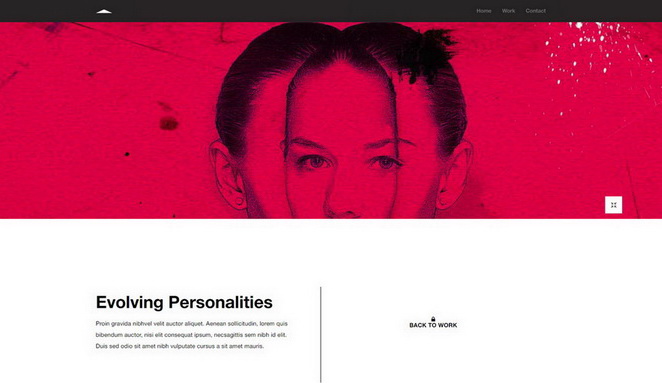 Home Work Contact
Evolving Personalities
Proin gravida nibhvel velit auctor aliquet. Aenean sollicitudin, lorem quis
bibendum auctor, nisi elit consequat ipsum, necsagittis sem nibh id elit.
Duis sed odio sit amet nibh vulputate cursus a sit amet mauris.
BACK TO WORK